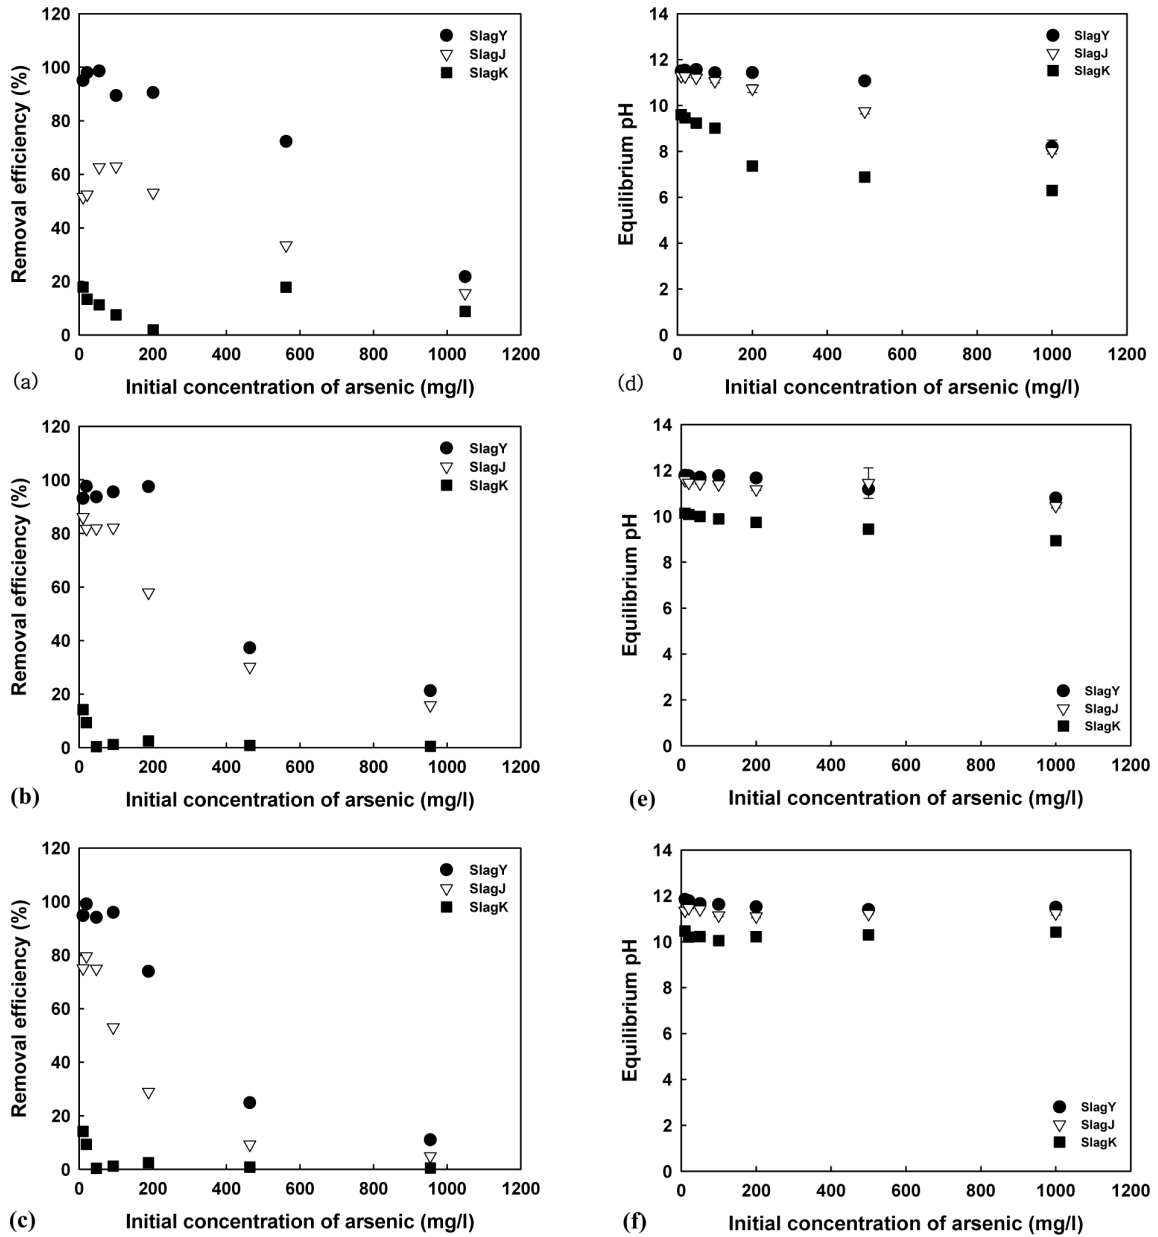 120
100
80
60
40
20
0
Removal efficiency (%)
SlagY
SlagJ
SlagK
0 200 400 600 800 1000 1200
(a) Initial concentration of arsenic (mg/l)
14
12
10
8
6
4
2
0
Equilibrium pH
SlagY
SlagJ
SlagK
0 200 400 600 800 1000 1200
(d) Initial concentration of arsenic (mg/l)
120
100
80
60
40
20
0
Removal efficiency (%)
SlagY
SlagJ
SlagK
0 200 400 600 800 1000 1200
(b) Initial concentration of arsenic (mg/l)
14
12
10
8
6
4
2
0
Equilibrium pH
SlagY
SlagJ
SlagK
0 200 400 600 800 1000 1200
(e) Initial concentration of arsenic (mg/l)
120
100
80
60
40
20
0
Removal efficiency (%)
SlagY
SlagJ
SlagK
0 200 400 600 800 1000 1200
(c) Initial concentration of arsenic (mg/l)
14
12
10
8
6
4
2
0
Equilibrium pH
SlagY
SlagJ
SlagK
0 200 400 600 800 1000 1200
(f) Initial concentration of arsenic (mg/l)